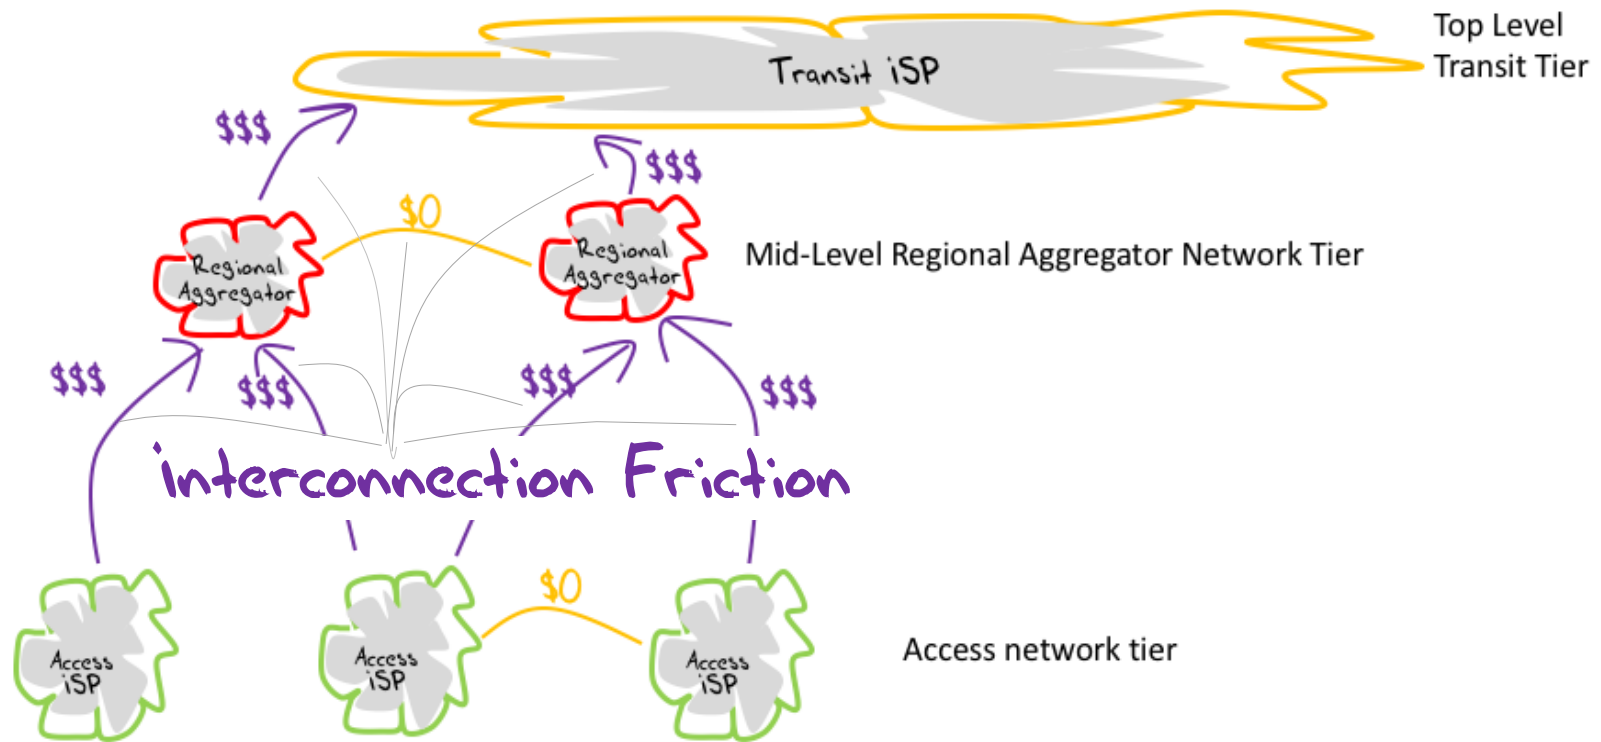 Top Level
Transit Tier
Transit iSP
$$$
$$$
$0
Regional
Aggregator
Regional
Aggregator
Mid-Level Regional Aggregator Network Tier
$$$
$$$
$$$
$$$
interconnection Friction
$0
Access
iSP
Access
iSP
Access
iSP
Access network tier